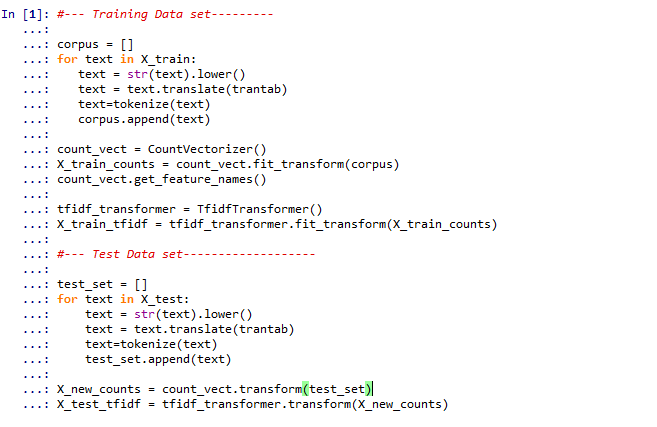 In [1]: #--- Training Data set---------
...:
...: corpus = []
...: for text in X_train:
...:    text = str(text).lower()
...:    text = text.translate(trantab)
...:    text=tokenize(text)
...:    corpus.append(text)
...:
...: count_vect = CountVectorizer()
...: X_train_counts = count_vect.fit_transform(corpus)
...: count_vect.get_feature_names()
...:
...: tfidf_transformer = TfidfTransformer()
...: X_train_tfidf = tfidf_transformer.fit_transform(X_train_counts)
...:
...: #--- Test Data set-------------------
...:
...: test_set = []
...: for text in X_test:
...:     text = str(text).lower()
...:     text = text.translate(trantab)
...:     text=tokenize(text)
...:     test_set.append(text)
...:
...: X_new_counts = count_vect.transform(test_set)
...: X_test_tfidf = tfidf_transformer.transform(X_new_counts)